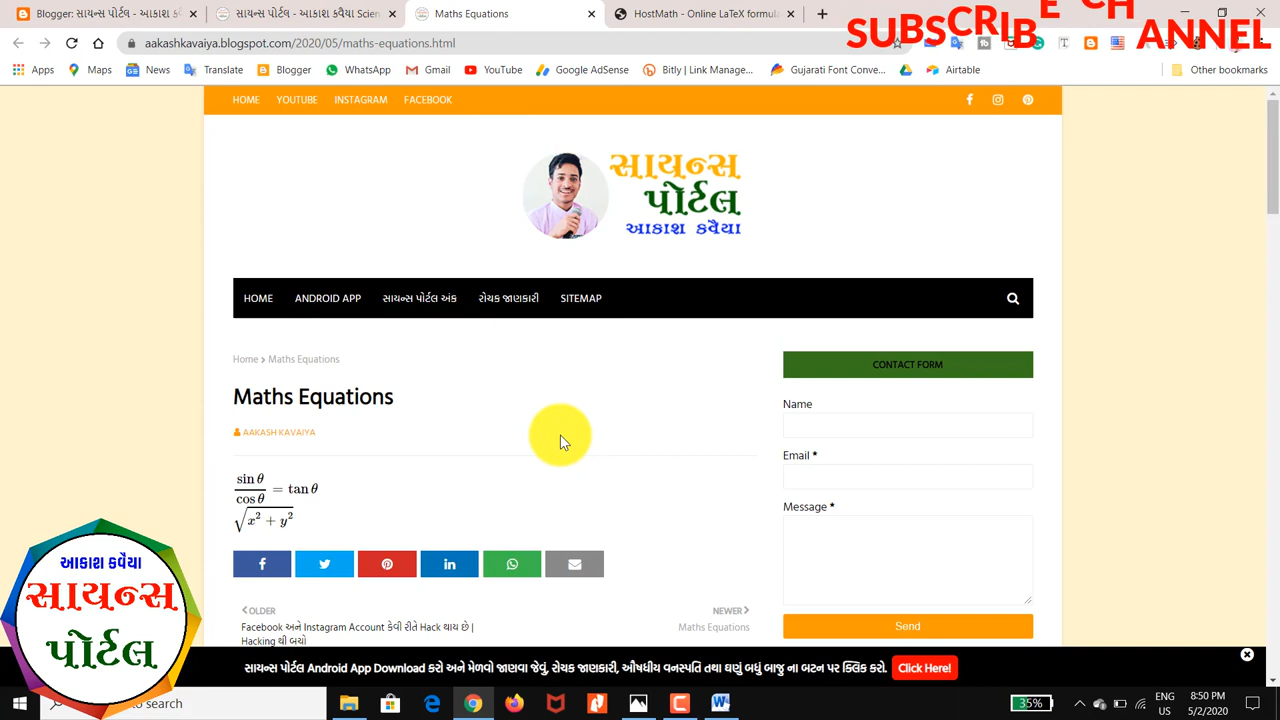 Blogger: સાયન્સ પોર્ટલ - આકાશ
સાયન્સ પોર્ટલ - આકાશ કવૈયા Scien
Maths Equations
HostMath - Online LaTeX formula
SUBSCRIBE CHANNEL
aakashkavaiya.blogspot.com/2020/05/maths-equations.html
Apps Maps News Translate Blogger WhatsApp Gmail YouTube Google AdSense Bitly | Link Manage... Gujarati Font Conve... Airtable Other bookmarks
HOME YOUTUBE INSTAGRAM FACEBOOK
સાયન્સ
પોર્ટલ
આકાશ કવૈયા
HOME ANDROID APP સાયન્સ પોર્ટલ અંક રોચક જાણકારી SITEMAP
Home > Maths Equations
CONTACT FORM
Maths Equations
AAKASH KAVAIYA
Name
Email *
Message *
sin θ / cos θ = tan θ
√x² + y²
Send
OLDER
Facebook અને Instagram Account કેવી રીતે Hack થાય છે |
Hacking થી બચો
NEWER
Maths Equations
આકાશ કવૈયા
સાયન્સ
પોર્ટલ
સાયન્સ પોર્ટલ Android App Download કરો અને મેળવો જાણવા જેવું, રોચક જાણકારી, ઔષધીય વનસ્પતિ તથા ઘણું બધું બાજુ ના બટન પર ક્લિક કરો. Click Here!
search
35%
ENG
US
8:50 PM
5/2/2020